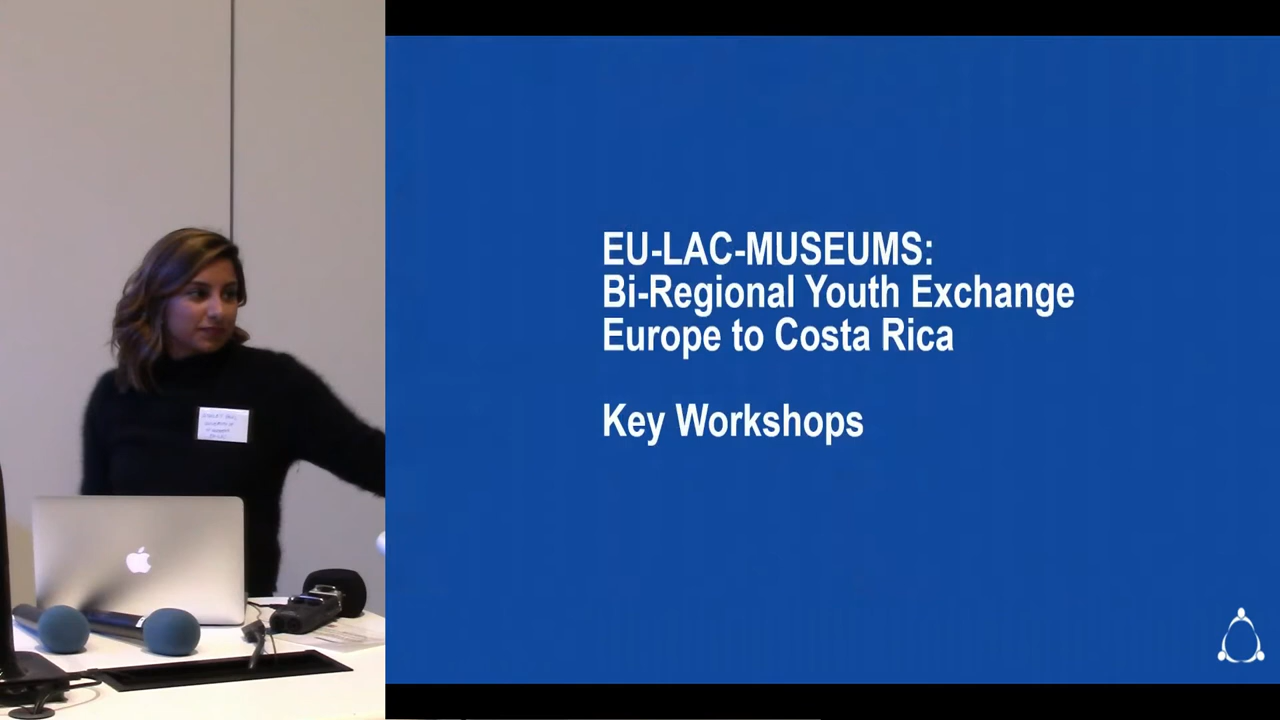 EU-LAC-MUSEUMS:
Bi-Regional Youth Exchange
Europe to Costa Rica
Key Workshops